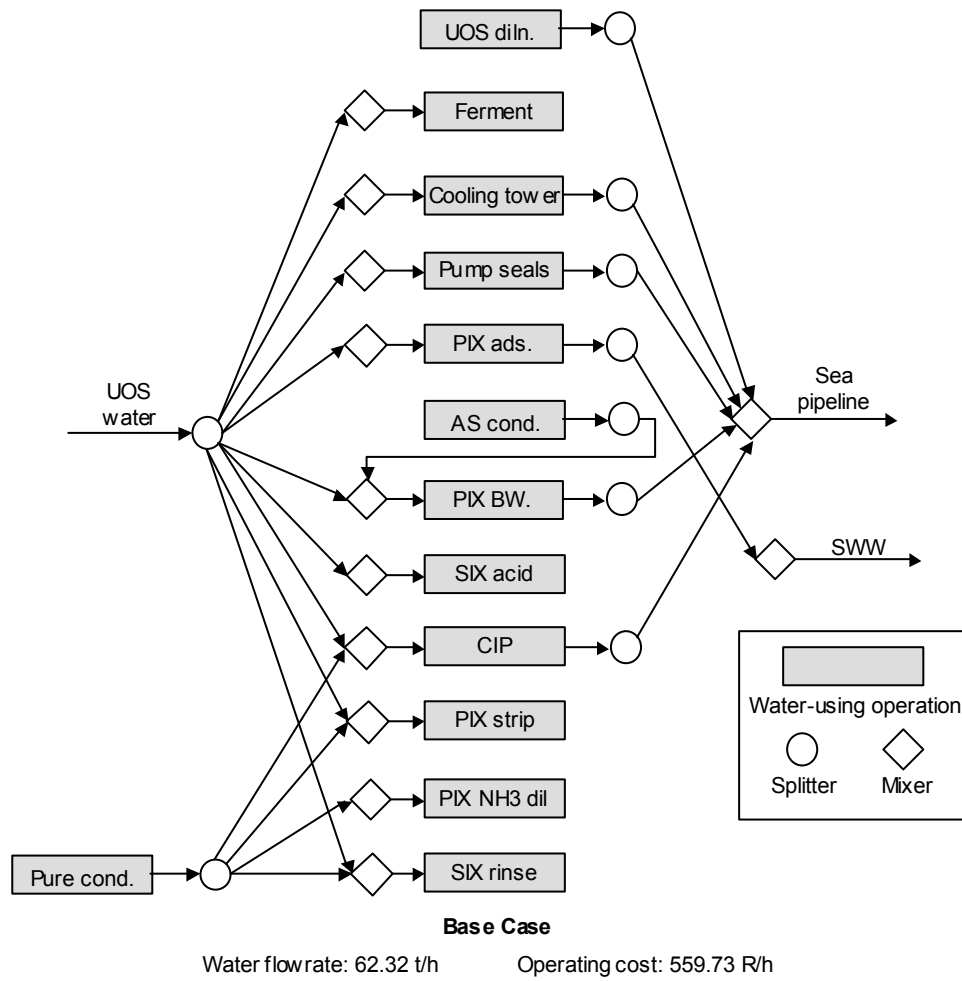 UOS diln.
Ferment
Cooling tower
Pump seals
PIX ads.
UOS
water
Sea
pipeline
AS cond.
PIX BW.
SWW
SIX acid
CIP
PIX strip
Water-using operation
Splitter
Mixer
PIX NH3 dil
Pure cond.
SIX rinse
Base Case
Water flowrate: 62.32 t/h Operating cost: 559.73 R/h